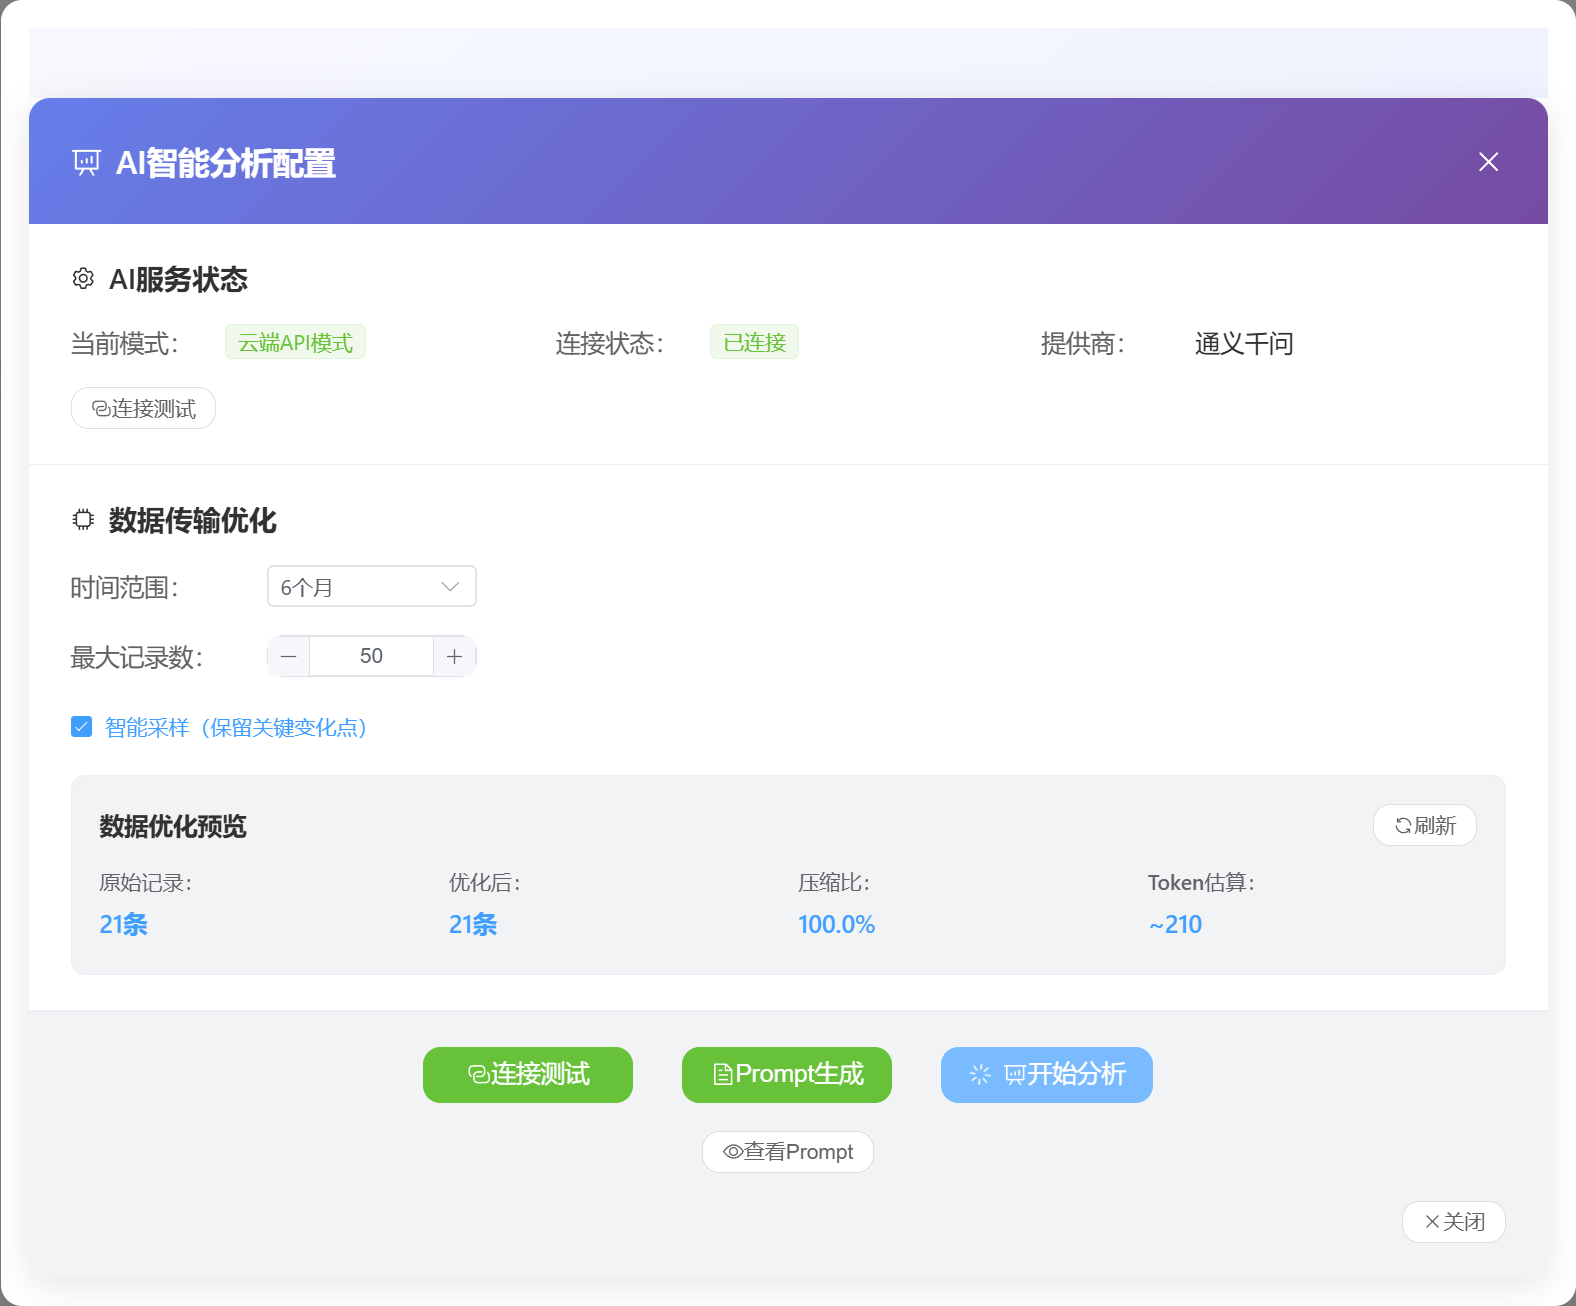 AI智能分析配置
AI服务状态
当前模式： 云端API模式 连接状态： 已连接 提供商： 通义千问
连接测试
数据传输优化
时间范围： 6个月
最大记录数： 50
智能采样（保留关键变化点）
数据优化预览 刷新
原始记录： 优化后： 压缩比： Token估算：
21条 21条 100.0% ~210
连接测试 Prompt生成 开始分析
查看Prompt
关闭